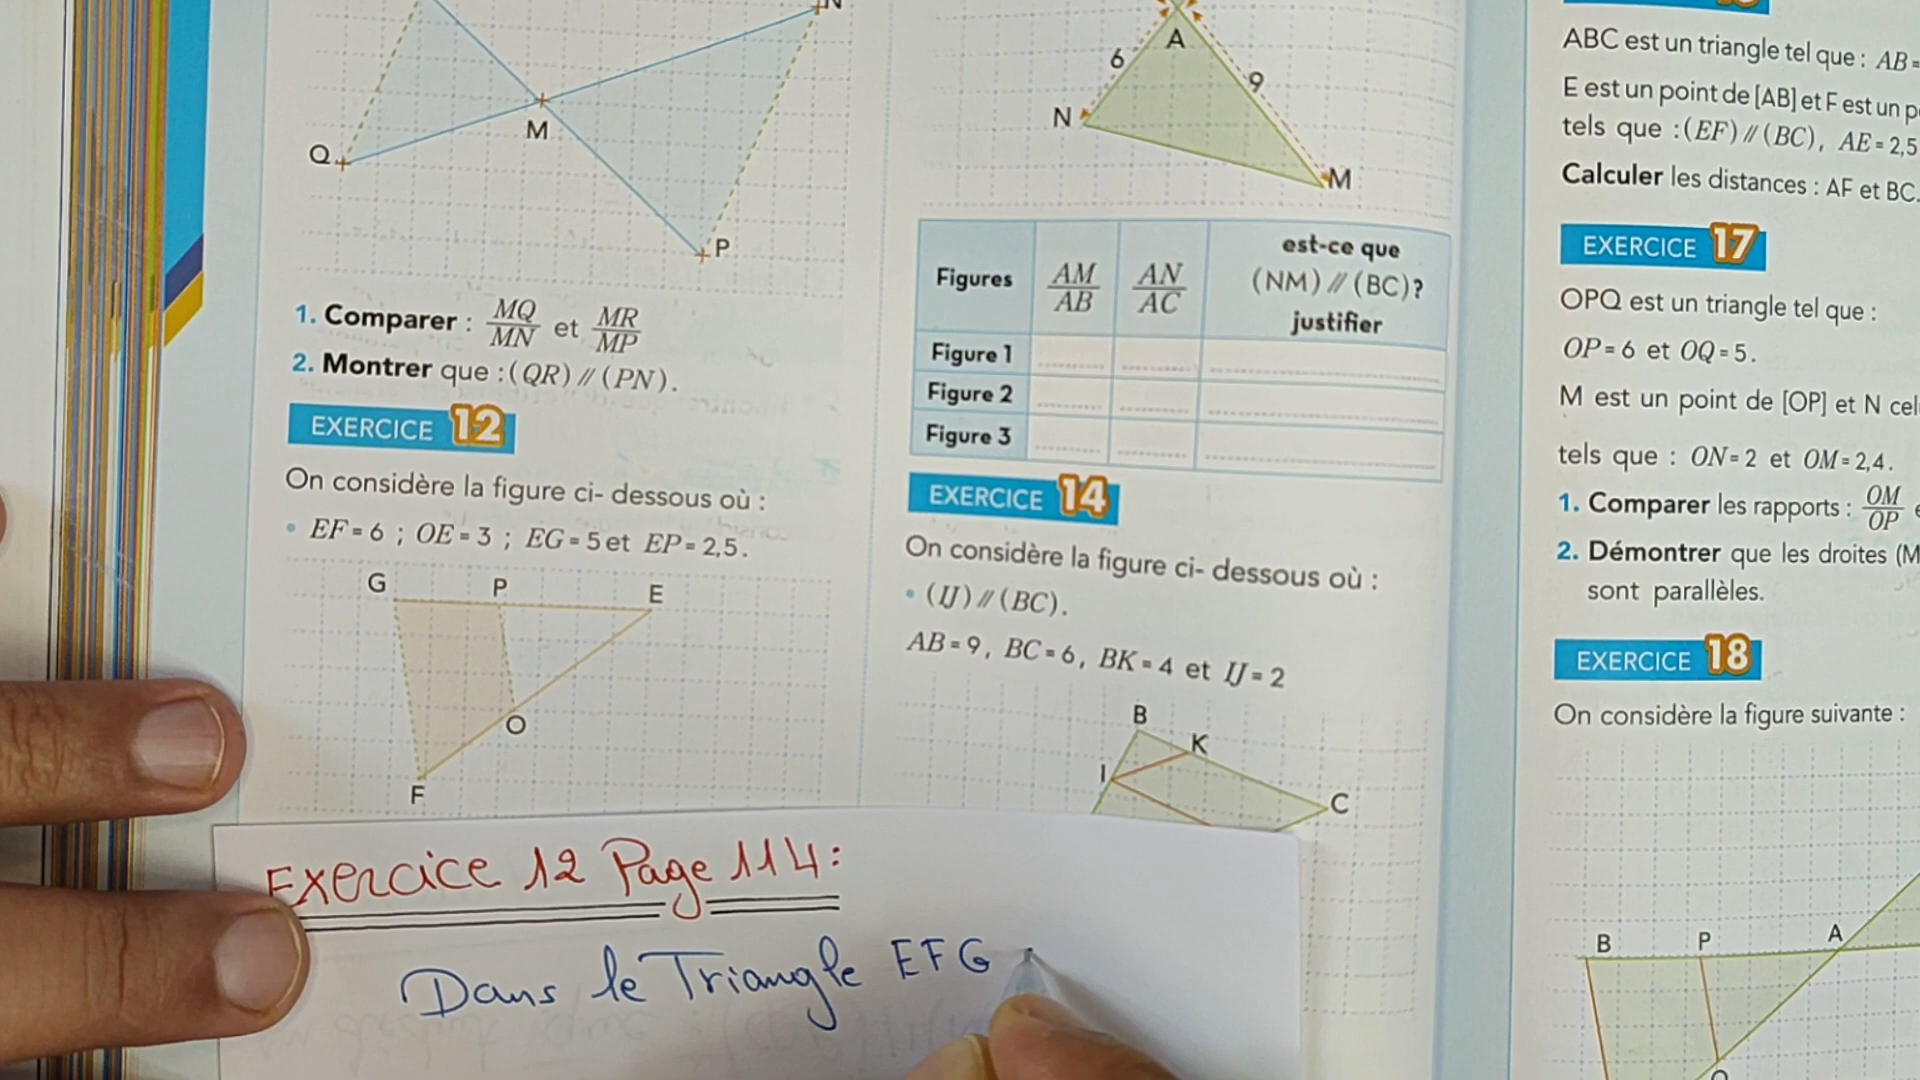 Q
M
P
1. Comparer : MQ/MN et MR/MP
2. Montrer que :(QR) // (PN).
EXERCICE 12
On considère la figure ci- dessous où :
• EF = 6 ; OE = 3 ; EG = 5 et EP = 2,5.
G P E
O
F
A
6 9
N
M
Figures AM/AB AN/AC est-ce que (NM) // (BC)? justifier
Figure 1
Figure 2
Figure 3
EXERCICE 14
On considère la figure ci- dessous où :
• (IJ) // (BC).
AB = 9, BC = 6, BK = 4 et IJ = 2
B
K
I
C
ABC est un triangle tel que : AB =
E est un point de [AB] et F est un
tels que :(EF) // (BC), AE = 2,5
Calculer les distances : AF et BC.
EXERCICE 17
OPQ est un triangle tel que :
OP = 6 et OQ = 5.
M est un point de [OP] et N
tels que : ON = 2 et OM = 2,4.
1. Comparer les rapports : OM/OP
2. Démontrer que les droites (M
sont parallèles.
EXERCICE 18
On considère la figure suivante :
B P A
Exercice 12 Page 114:
Dans le Triangle EFG